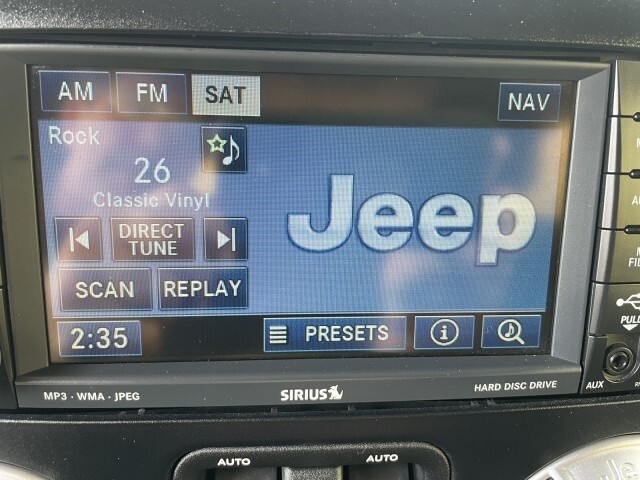 AM FM SAT NAV
Rock
26
Classic Vinyl
Jeep
DIRECT TUNE
SCAN REPLAY
2:35 PRESETS
MP3 · WMA · JPEG SIRIUS HARD DISC DRIVE
AUX
PULL
AUTO AUTO